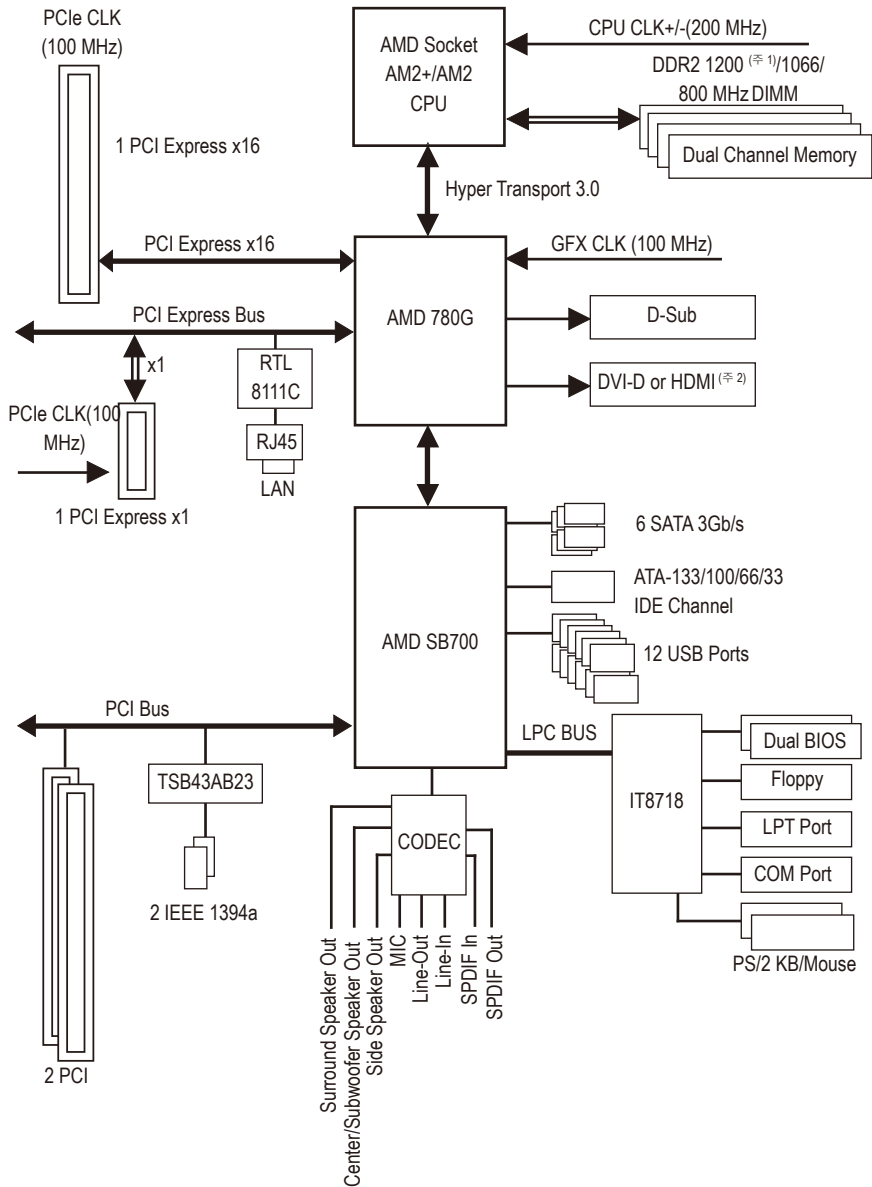 PCIe CLK
(100 MHz)
AMD Socket
AM2+/AM2
CPU
CPU CLK+/-(200 MHz)
DDR2 1200 (주 1)/1066/
800 MHz DIMM
Dual Channel Memory
1 PCI Express x16
Hyper Transport 3.0
PCI Express x16
GFX CLK (100 MHz)
AMD 780G
D-Sub
PCI Express Bus
x1
RTL
8111C
DVI-D or HDMI (주 2)
PCIe CLK(100
MHz)
RJ45
LAN
1 PCI Express x1
6 SATA 3Gb/s
ATA-133/100/66/33
IDE Channel
AMD SB700
12 USB Ports
PCI Bus
LPC BUS
Dual BIOS
TSB43AB23
IT8718
Floppy
CODEC
LPT Port
COM Port
2 IEEE 1394a
PS/2 KB/Mouse
Surround Speaker Out
Center/Subwoofer Speaker Out
Side Speaker Out
MIC
Line-Out
Line-In
SPDIF In
SPDIF Out
2 PCI